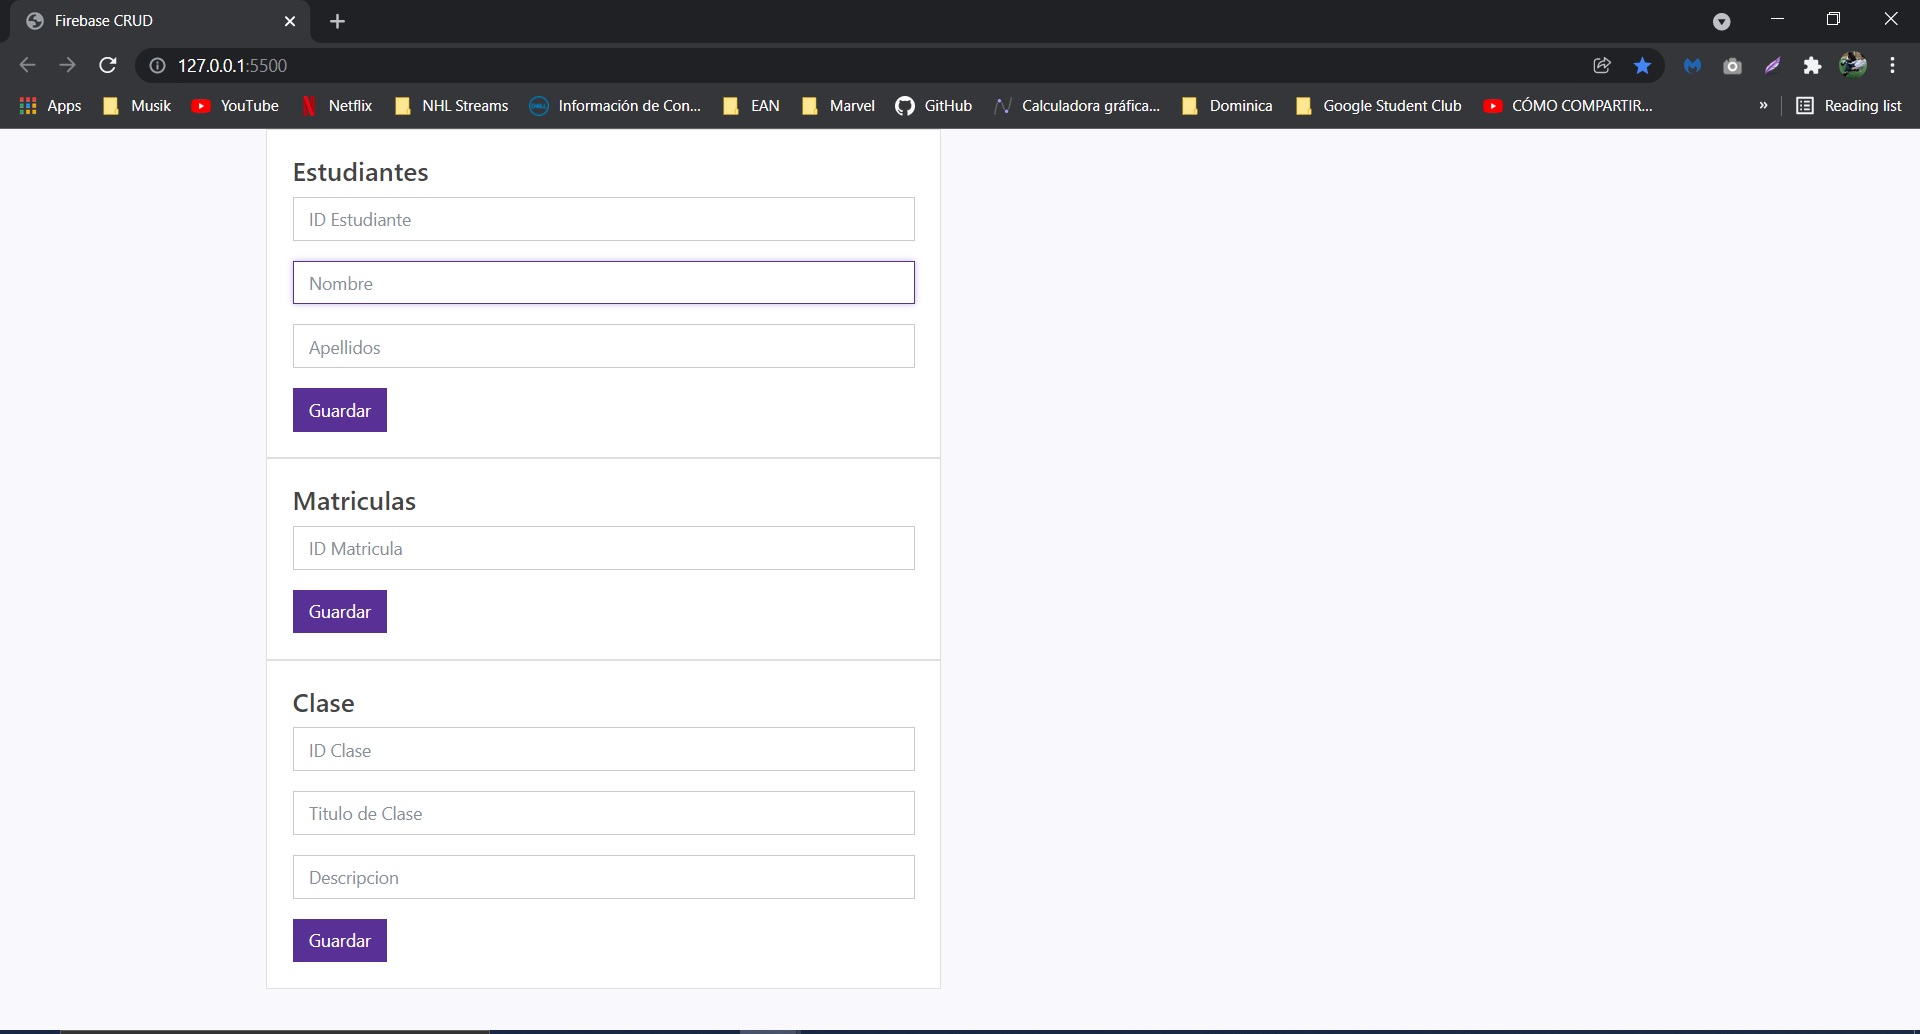 Firebase CRUD
127.0.0.1:5500
Apps Musik YouTube Netflix NHL Streams Información de Con... EAN Marvel GitHub Calculadora gráfica... Dominica Google Student Club CÓMO COMPARTIR... » Reading list
Estudiantes
ID Estudiante
Nombre
Apellidos
Guardar
Matriculas
ID Matricula
Guardar
Clase
ID Clase
Titulo de Clase
Descripcion
Guardar